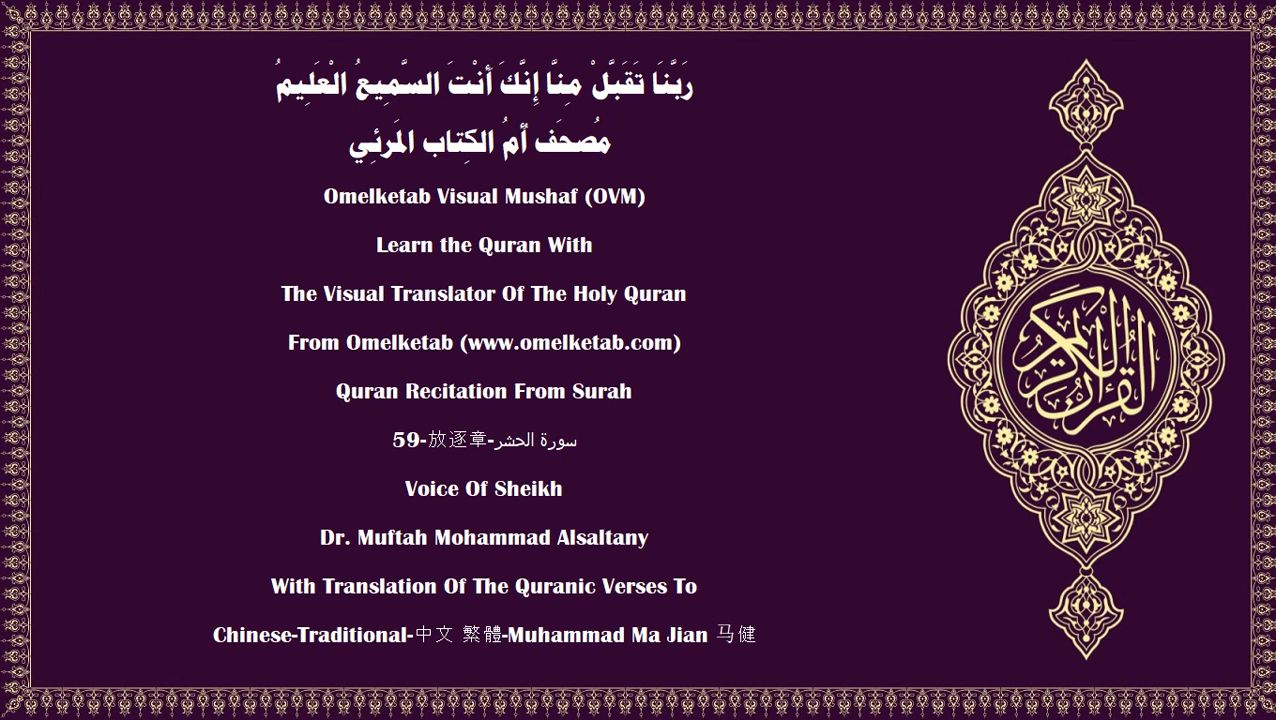 رَبَّنَا تَقَبَّلْ مِنَّا إِنَّكَ أَنْتَ السَّمِيعُ الْعَلِيمُ
مُصحَف أمُ الكِتاب المَرئِي
Omelketab Visual Mushaf (OVM)
Learn the Quran With
The Visual Translator Of The Holy Quran
From Omelketab (www.omelketab.com)
Quran Recitation From Surah
59-放逐章-سورة الحشر
Voice Of Sheikh
Dr. Muftah Mohammad Alsaltany
With Translation Of The Quranic Verses To
Chinese-Traditional-中文 繁體-Muhammad Ma Jian 马健
القرآن الكريم